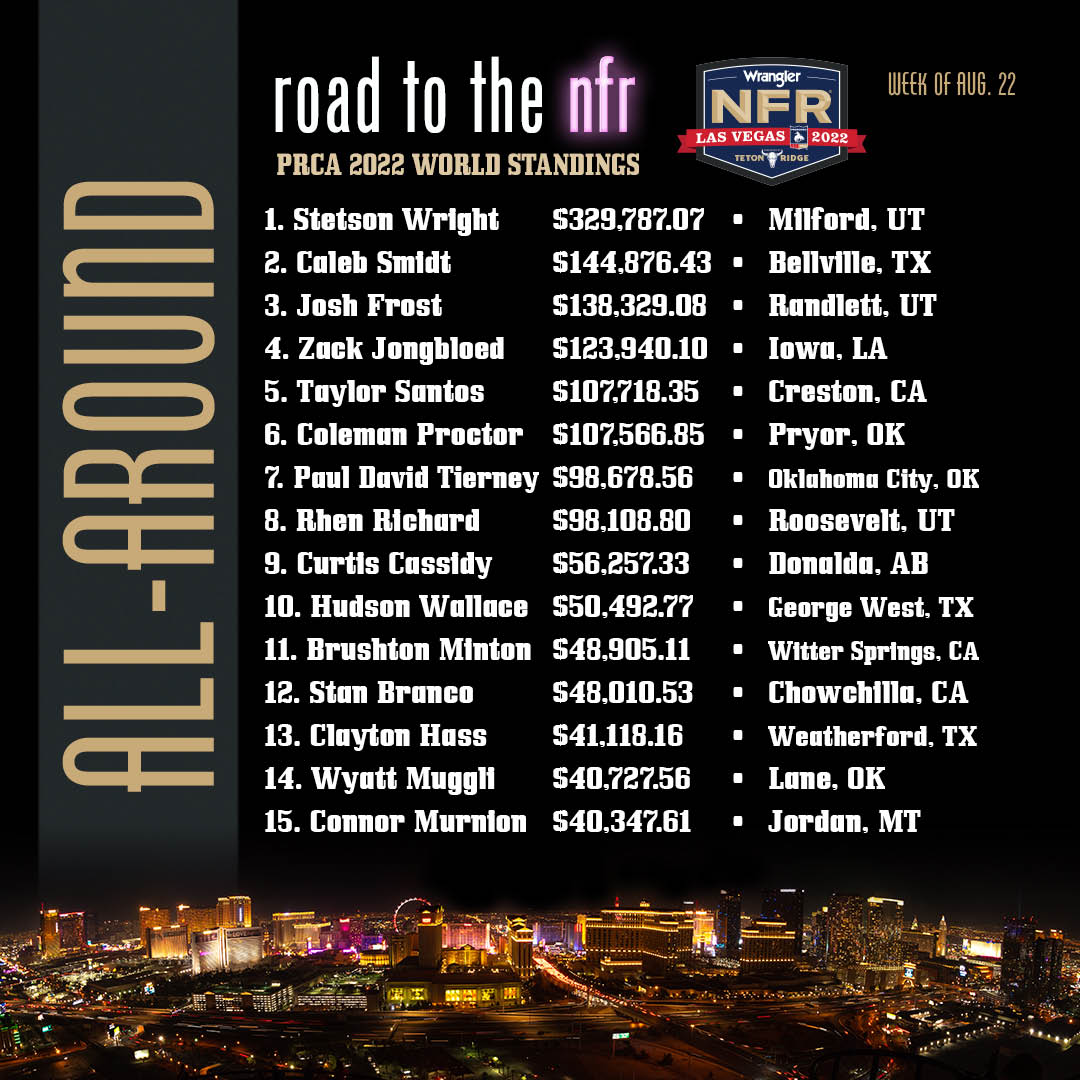 road to the nfr
Wrangler
NFR
LAS VEGAS 2022
TETON RIDGE
WEEK OF AUG. 22
PRCA 2022 WORLD STANDINGS
ALL-AROUND
1. Stetson Wright $329,787.07 • Milford, UT
2. Caleb Smidt $144,876.43 • Bellville, TX
3. Josh Frost $138,329.08 • Randlett, UT
4. Zack Jongbloed $123,940.10 • Iowa, LA
5. Taylor Santos $107,718.35 • Creston, CA
6. Coleman Proctor $107,566.85 • Pryor, OK
7. Paul David Tierney $98,678.56 • Oklahoma City, OK
8. Rhen Richard $98,108.80 • Roosevelt, UT
9. Curtis Cassidy $56,257.33 • Donalda, AB
10. Hudson Wallace $50,492.77 • George West, TX
11. Brushton Minton $48,905.11 • Witter Springs, CA
12. Stan Branco $48,010.53 • Chowchilla, CA
13. Clayton Hass $41,118.16 • Weatherford, TX
14. Wyatt Muggli $40,727.56 • Lane, OK
15. Connor Murnion $40,347.61 • Jordan, MT